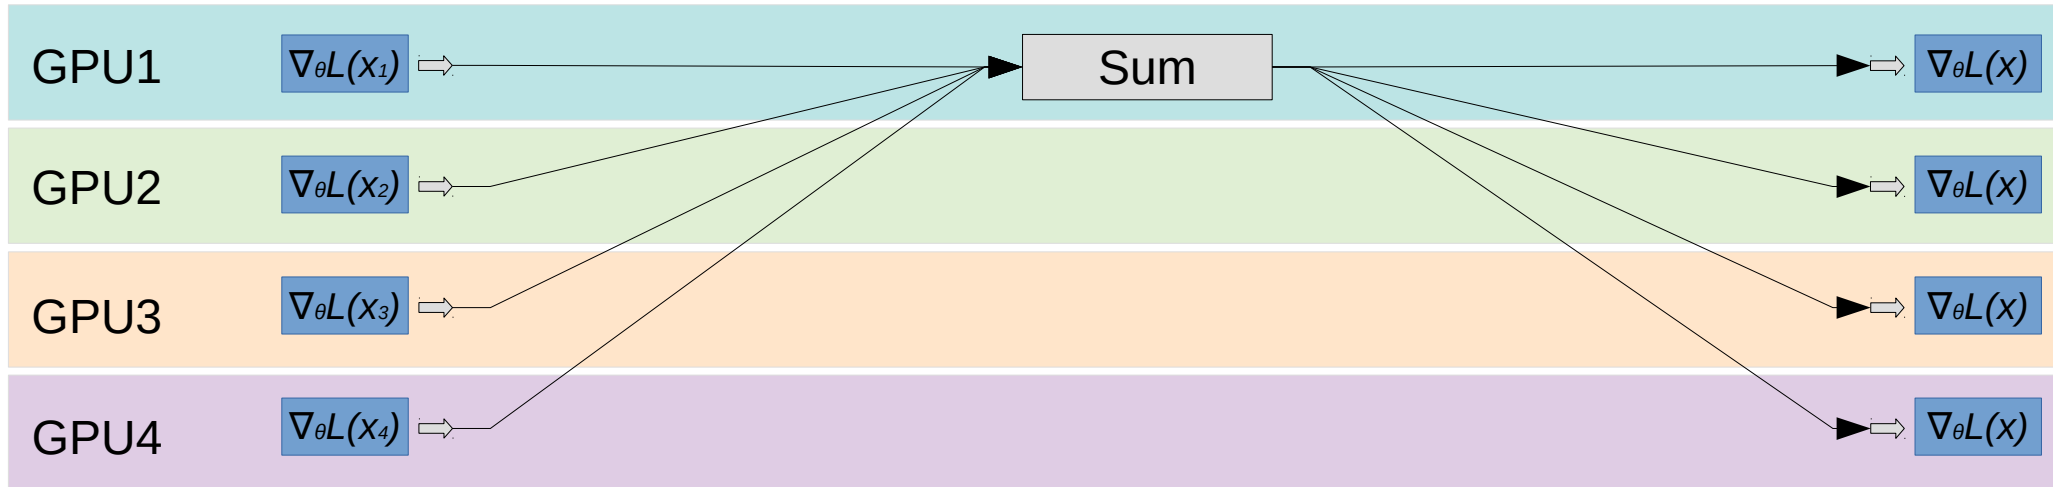 GPU1 ∇θL(x1) Sum ∇θL(x)
GPU2 ∇θL(x2) ∇θL(x)
GPU3 ∇θL(x3) ∇θL(x)
GPU4 ∇θL(x4) ∇θL(x)